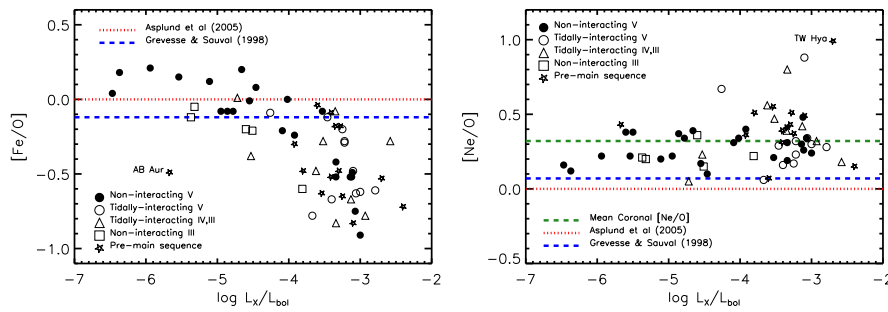 Asplund et al (2005)
Grevesse & Sauval (1998)
[Fe/O]
0.5
0.0
−0.5
−1.0
AB Aur
Non-interacting V
Tidally-interacting V
Tidally-interacting IV,III
Non-interacting III
Pre-main sequence
−7
−6
−5
−4
−3
−2
log Lx/Lbol
Non-interacting V
Tidally-interacting V
Tidally-interacting IV,III
Non-interacting III
Pre-main sequence
TW Hya
[Ne/O]
1.0
0.5
0.0
−0.5
Mean Coronal [Ne/O]
Asplund et al (2005)
Grevesse & Sauval (1998)
−7
−6
−5
−4
−3
−2
log Lx/Lbol